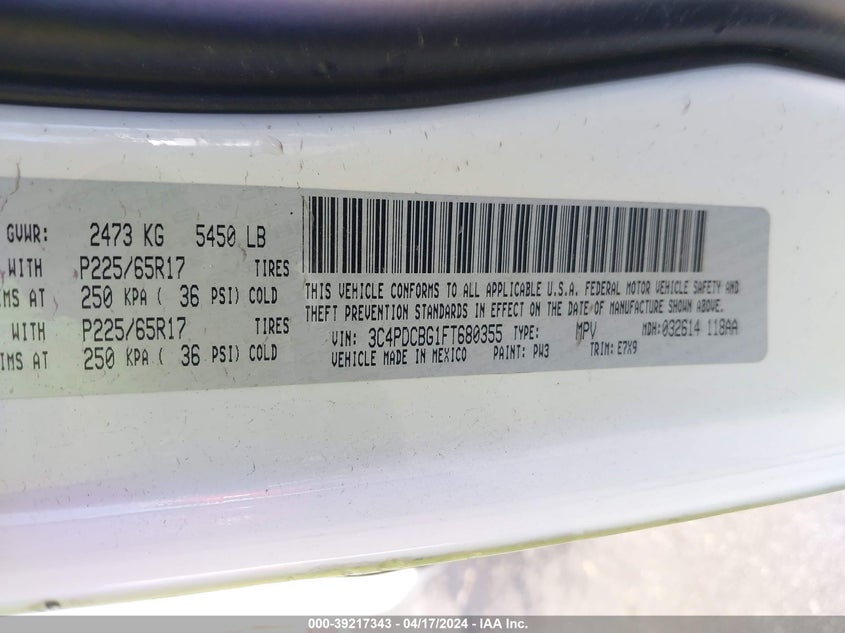 GVWR: 2473 KG 5450 LB
WITH P225/65R17 TIRES
IMS AT 250 KPA ( 36 PSI) COLD
WITH P225/65R17 TIRES
IMS AT 250 KPA ( 36 PSI) COLD
THIS VEHICLE CONFORMS TO ALL APPLICABLE U.S.A. FEDERAL MOTOR VEHICLE SAFETY AND
THEFT PREVENTION STANDARDS IN EFFECT ON THE DATE OF MANUFACTURE SHOWN ABOVE.
VIN: 3C4PDCBG1FT680355 TYPE: MPV MDH: 032614 118AA
VEHICLE MADE IN MEXICO PAINT: PW3 TRIM: E7X9
000-39217343 - 04/17/2024 - IAA Inc.